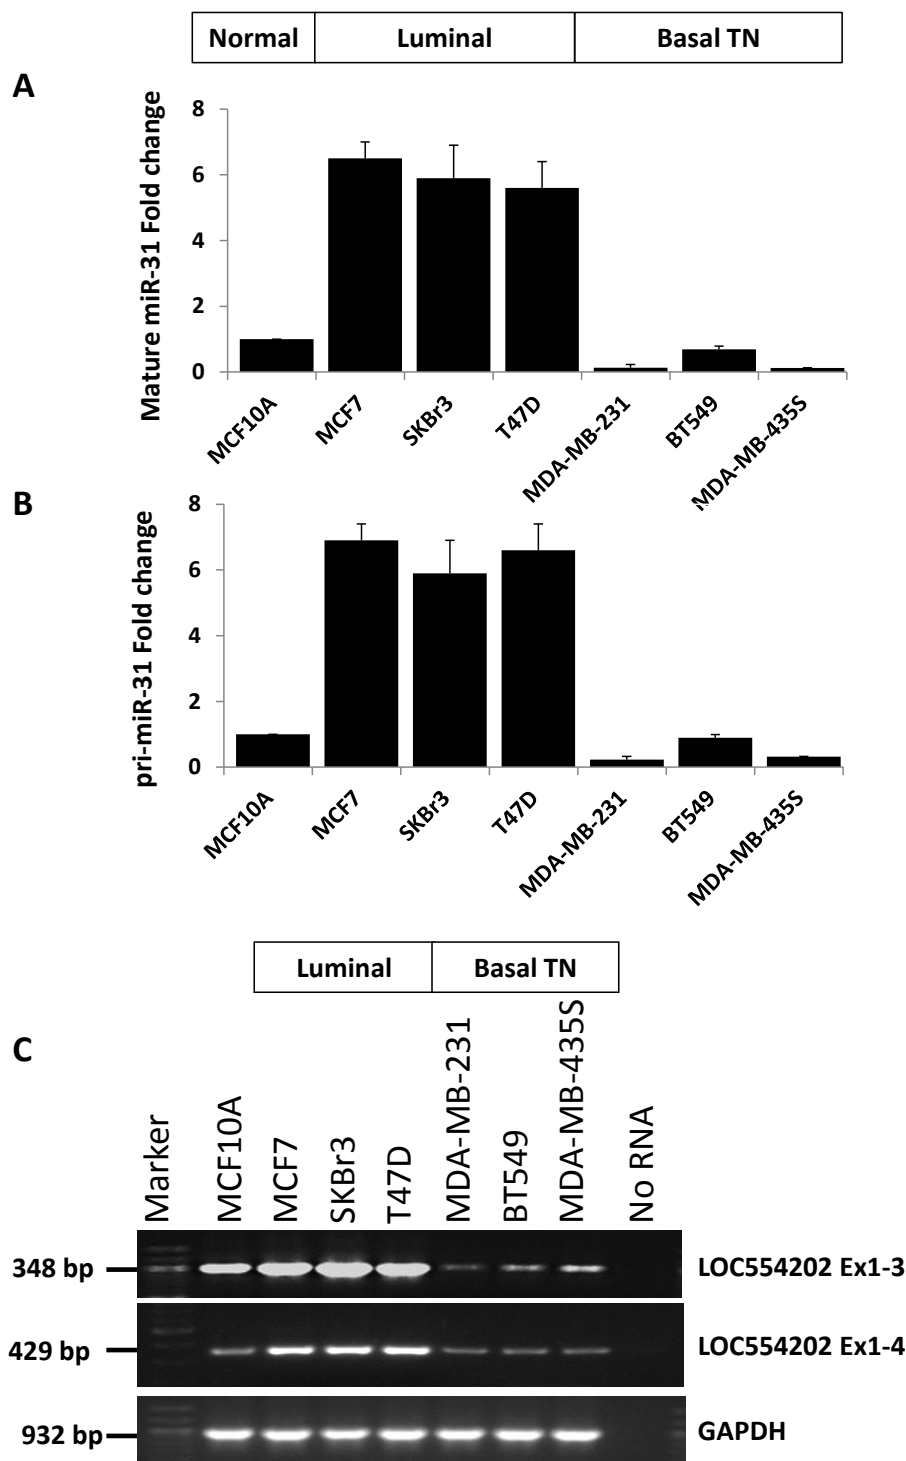 Normal Luminal Basal TN
A
Mature miR-31 Fold change
8
6
4
2
0
MCF10A MCF7 SKBr3 T47D MDA-MB-231 BT549 MDA-MB-435S
B
pri-miR-31 Fold change
8
6
4
2
0
MCF10A MCF7 SKBr3 T47D MDA-MB-231 BT549 MDA-MB-435S
Luminal Basal TN
C
Marker MCF10A MCF7 SKBr3 T47D MDA-MB-231 BT549 MDA-MB-435S No RNA
348 bp LOC554202 Ex1-3
429 bp LOC554202 Ex1-4
932 bp GAPDH